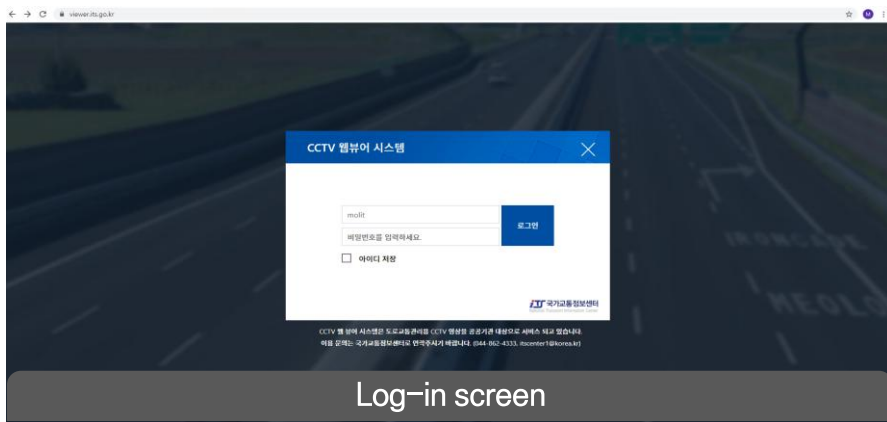 viewer.its.go.kr
M
CCTV 웹뷰어 시스템
molit
로그인
비밀번호를 입력하세요.
아이디 저장
ITS 국가교통정보센터
CCTV 웹 뷰어 시스템은 도로교통관리용 CCTV 영상을 공공기관 대상으로 서비스 되고 있습니다.
이용 문의는 국가교통정보센터로 연락주시기 바랍니다. (044-862-4333, itscenter1@korea.kr)
Log-in screen